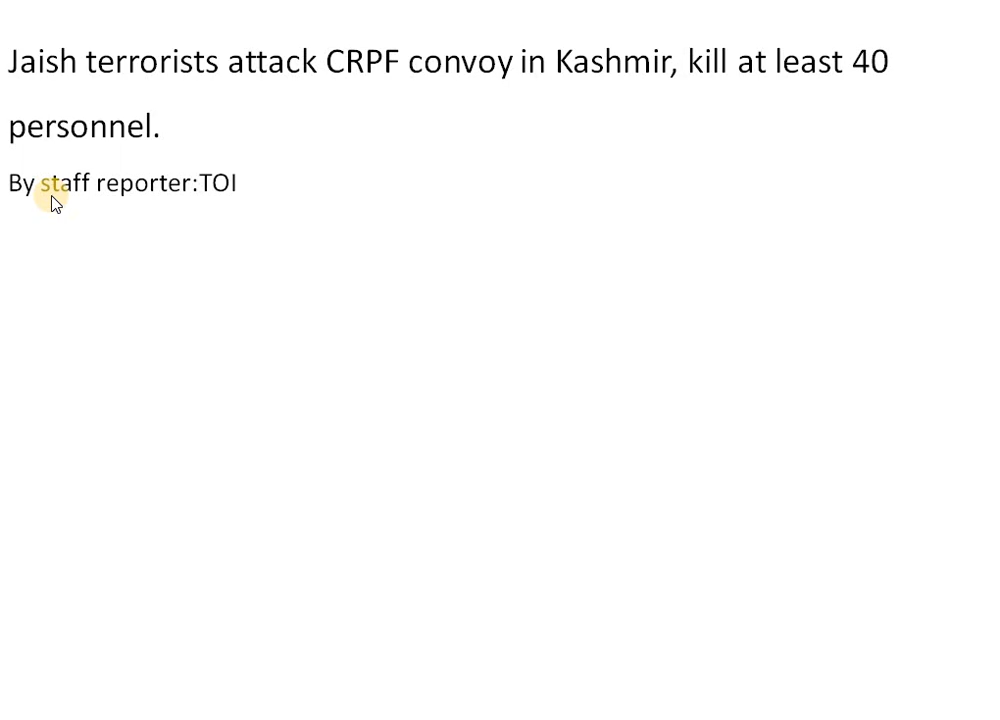 Jaish terrorists attack CRPF convoy in Kashmir, kill at least 40
personnel.
By staff reporter:TOI